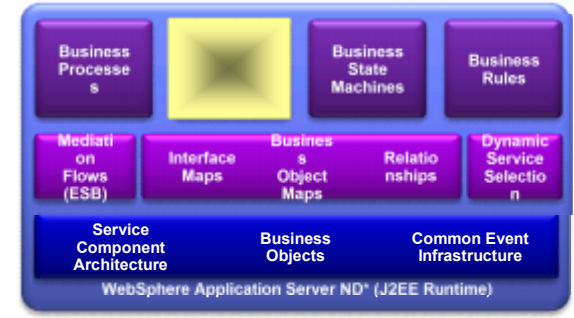 Business
Processe
s
Business
State
Machines
Business
Rules
Mediati
on
Flows
(ESB)
Interface
Maps
Busines
s
Object
Maps
Relatio
nships
Dynamic
Service
Selectio
n
Service
Component
Architecture
Business
Objects
Common Event
Infrastructure
WebSphere Application Server ND* (J2EE Runtime)